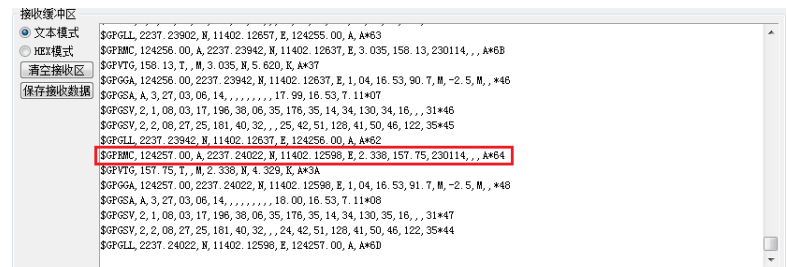 接收缓冲区
文本模式
HEX模式
清空接收区
保存接收数据
$GPGLL, 2237.23902, N, 11402.12657, E, 124255.00, A, A*63
$GPRMC, 124256.00, A, 2237.23942, N, 11402.12637, E, 3.035, 158.13, 230114, , , A*6B
$GPVTG, 158.13, T, , M, 3.035, N, 5.620, K, A*37
$GPGGA, 124256.00, 2237.23942, N, 11402.12637, E, 1, 04, 16.53, 90.7, M, -2.5, M, , *46
$GPGSA, A, 3, 27, 03, 06, 14, , , , , , , , , 17.99, 16.53, 7.11*07
$GPGSV, 2, 1, 08, 03, 17, 196, 38, 06, 35, 176, 35, 14, 34, 130, 34, 16, , , 31*46
$GPGSV, 2, 2, 08, 27, 25, 181, 40, 32, , , 25, 42, 51, 128, 41, 50, 46, 122, 35*45
$GPGLL, 2237.23942, N, 11402.12637, E, 124256.00, A, A*62
$GPRMC, 124257.00, A, 2237.24022, N, 11402.12598, E, 2.338, 157.75, 230114, , , A*64
$GPVTG, 157.75, T, , M, 2.338, N, 4.329, K, A*3A
$GPGGA, 124257.00, 2237.24022, N, 11402.12598, E, 1, 04, 16.53, 91.7, M, -2.5, M, , *48
$GPGSA, A, 3, 27, 03, 06, 14, , , , , , , , , 18.00, 16.53, 7.11*08
$GPGSV, 2, 1, 08, 03, 17, 196, 38, 06, 35, 176, 35, 14, 34, 130, 35, 16, , , 31*47
$GPGSV, 2, 2, 08, 27, 25, 181, 40, 32, , , 24, 42, 51, 128, 41, 50, 46, 122, 35*44
$GPGLL, 2237.24022, N, 11402.12598, E, 124257.00, A, A*6D